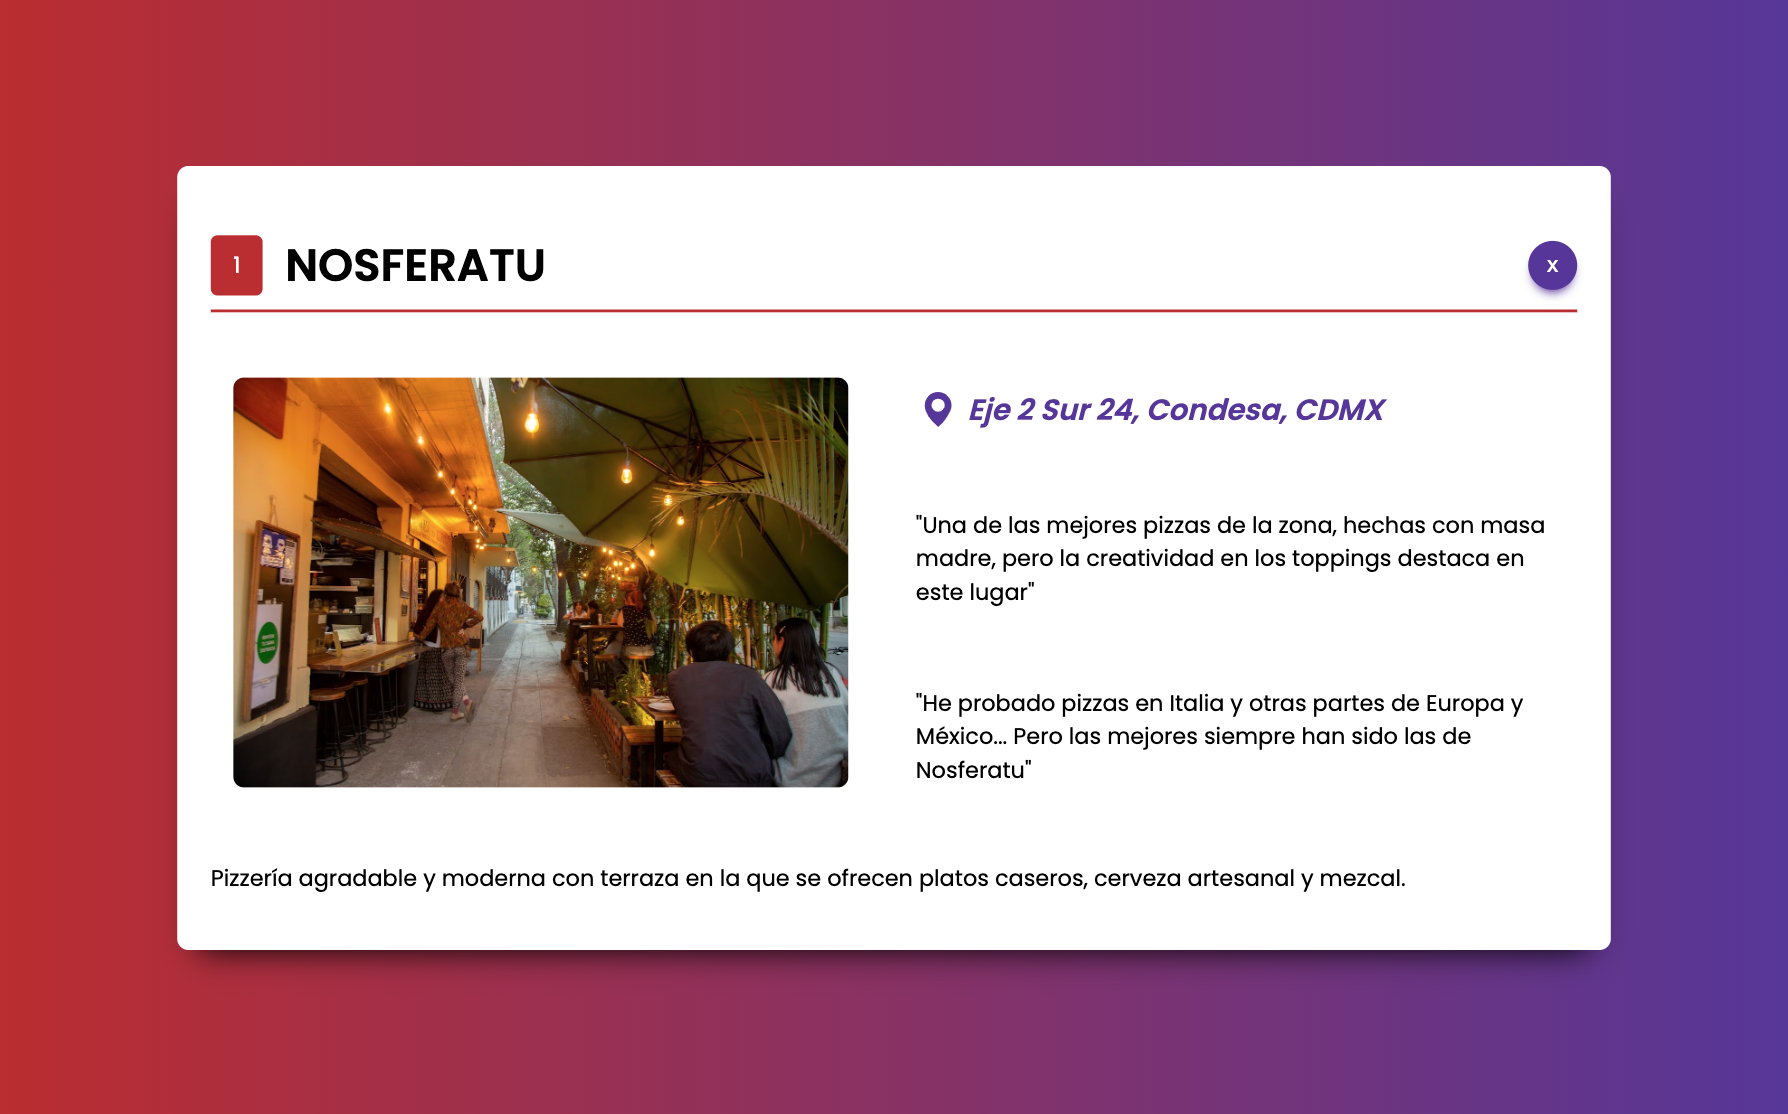 1
NOSFERATU
x
Eje 2 Sur 24, Condesa, CDMX
"Una de las mejores pizzas de la zona, hechas con masa
madre, pero la creatividad en los toppings destaca en
este lugar"
"He probado pizzas en Italia y otras partes de Europa y
México... Pero las mejores siempre han sido las de
Nosferatu"
Pizzería agradable y moderna con terraza en la que se ofrecen platos caseros, cerveza artesanal y mezcal.